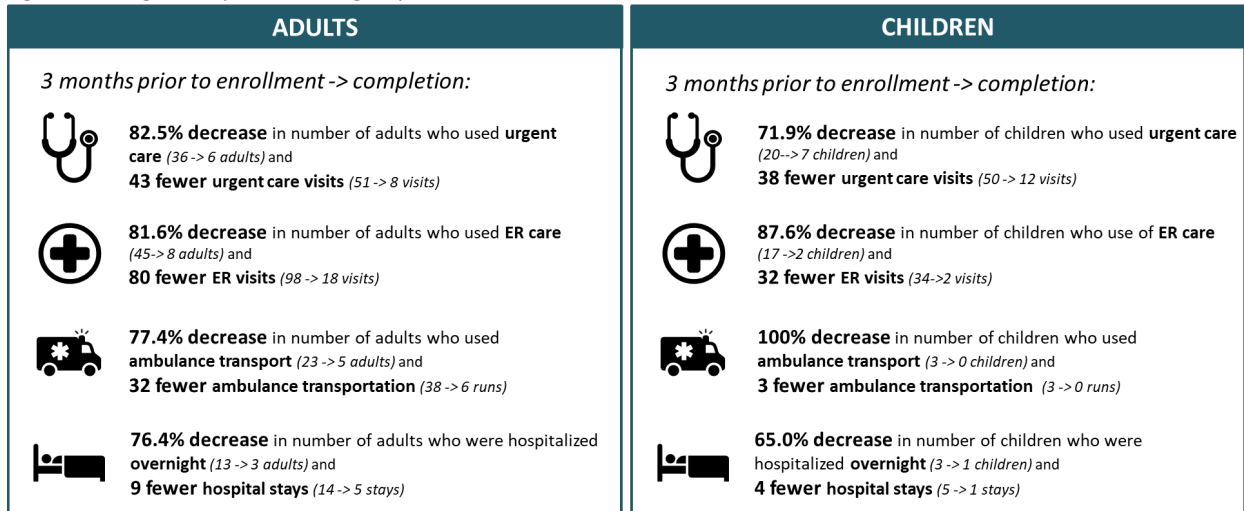 ADULTS
3 months prior to enrollment -> completion:
82.5% decrease in number of adults who used urgent
care (36 -> 6 adults) and
43 fewer urgent care visits (51 -> 8 visits)
81.6% decrease in number of adults who used ER care
(45-> 8 adults) and
80 fewer ER visits (98 -> 18 visits)
77.4% decrease in number of adults who used
ambulance transport (23 -> 5 adults) and
32 fewer ambulance transportation (38 -> 6 runs)
76.4% decrease in number of adults who were hospitalized
overnight (13 -> 3 adults) and
9 fewer hospital stays (14 -> 5 stays)
CHILDREN
3 months prior to enrollment -> completion:
71.9% decrease in number of children who used urgent care
(20--> 7 children) and
38 fewer urgent care visits (50 -> 12 visits)
87.6% decrease in number of children who use of ER care
(17 ->2 children) and
32 fewer ER visits (34->2 visits)
100% decrease in number of children who used
ambulance transport (3 -> 0 children) and
3 fewer ambulance transportation (3 -> 0 runs)
65.0% decrease in number of children who were
hospitalized overnight (3 -> 1 children) and
4 fewer hospital stays (5 -> 1 stays)